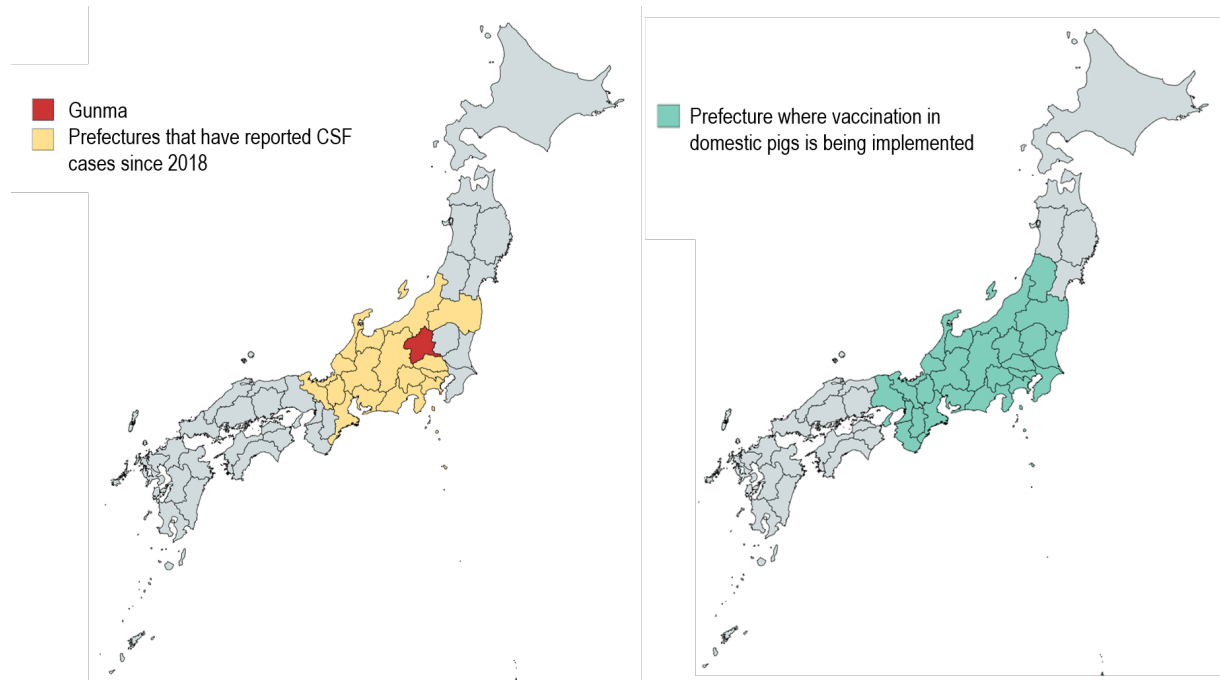 Gunma
Prefectures that have reported CSF
cases since 2018
Prefecture where vaccination in
domestic pigs is being implemented